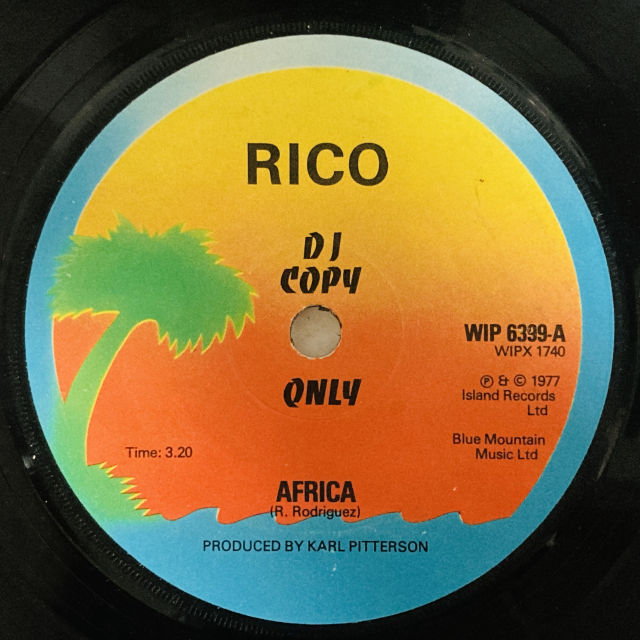 RICO
DJ
COPY
ONLY
WIP 6399-A
WIPX 1740
℗ & © 1977
Island Records
Ltd
Blue Mountain
Music Ltd
Time: 3.20
AFRICA
(R. Rodriguez)
PRODUCED BY KARL PITTERSON